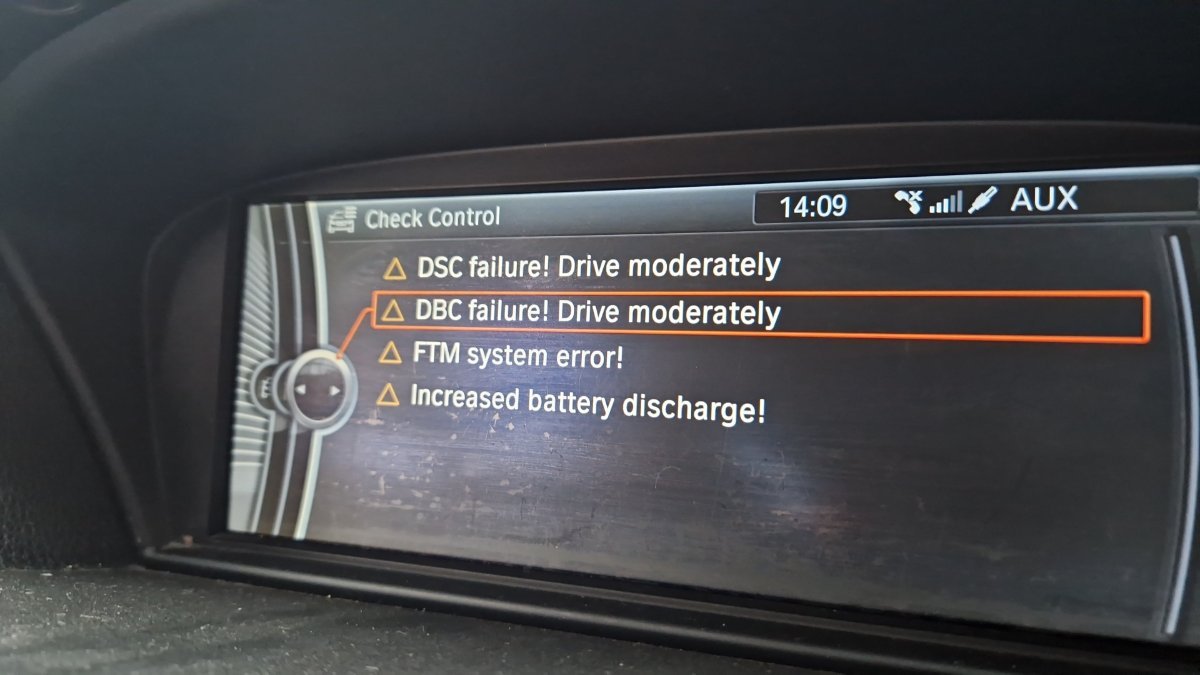 Check Control
14:09 AUX
DSC failure! Drive moderately
DBC failure! Drive moderately
FTM system error!
Increased battery discharge!